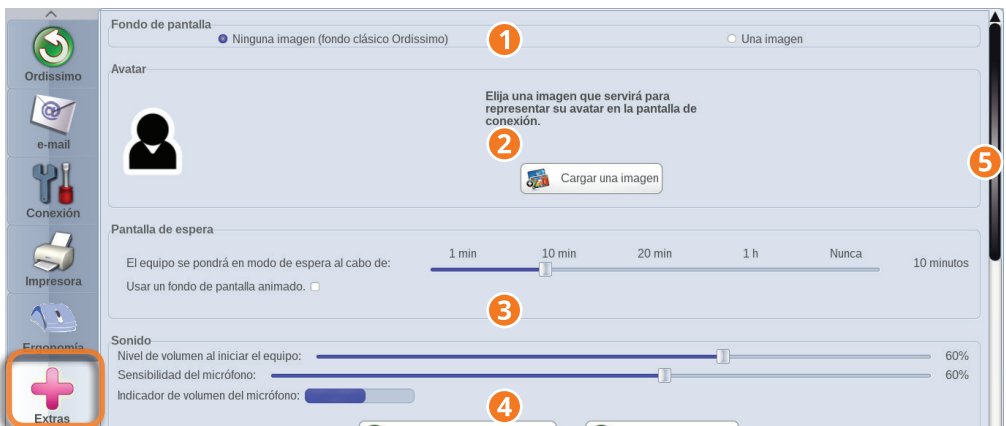 Ordissimo
e-mail
Conexión
Impresora
Ergonomía
Extras
Fondo de pantalla
Ninguna imagen (fondo clásico Ordissimo)
1
Una imagen
Avatar
Elija una imagen que servirá para
representar su avatar en la pantalla de
conexión.
2
Cargar una imagen
5
Pantalla de espera
1 min 10 min 20 min 1 h Nunca
El equipo se pondrá en modo de espera al cabo de:
10 minutos
Usar un fondo de pantalla animado.
3
Sonido
Nivel de volumen al iniciar el equipo: 60%
Sensibilidad del micrófono: 60%
Indicador de volumen del micrófono:
4